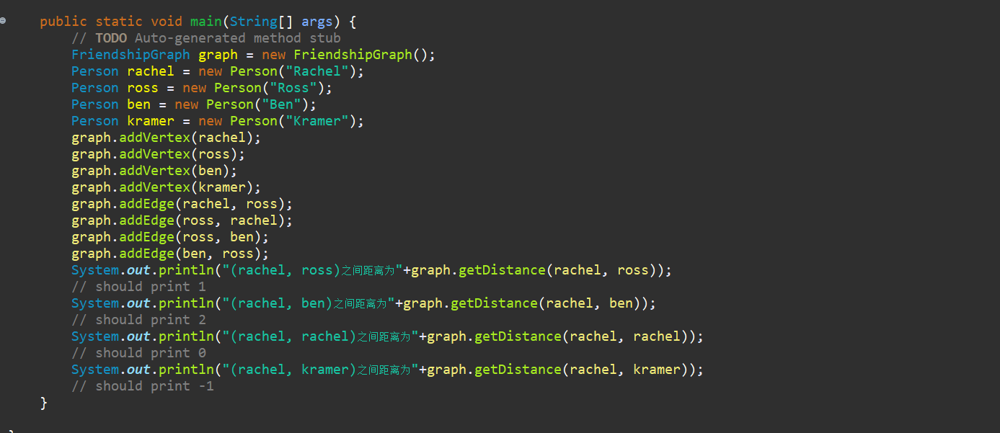 public static void main(String[] args) {
// TODO Auto-generated method stub
FriendshipGraph graph = new FriendshipGraph();
Person rachel = new Person("Rachel");
Person ross = new Person("Ross");
Person ben = new Person("Ben");
Person kramer = new Person("Kramer");
graph.addVertex(rachel);
graph.addVertex(ross);
graph.addVertex(ben);
graph.addVertex(kramer);
graph.addEdge(rachel, ross);
graph.addEdge(ross, rachel);
graph.addEdge(ross, ben);
graph.addEdge(ben, ross);
System.out.println("(rachel, ross)之间距离为"+graph.getDistance(rachel, ross));
// should print 1
System.out.println("(rachel, ben)之间距离为"+graph.getDistance(rachel, ben));
// should print 2
System.out.println("(rachel, rachel)之间距离为"+graph.getDistance(rachel, rachel));
// should print 0
System.out.println("(rachel, kramer)之间距离为"+graph.getDistance(rachel, kramer));
// should print -1
}
}